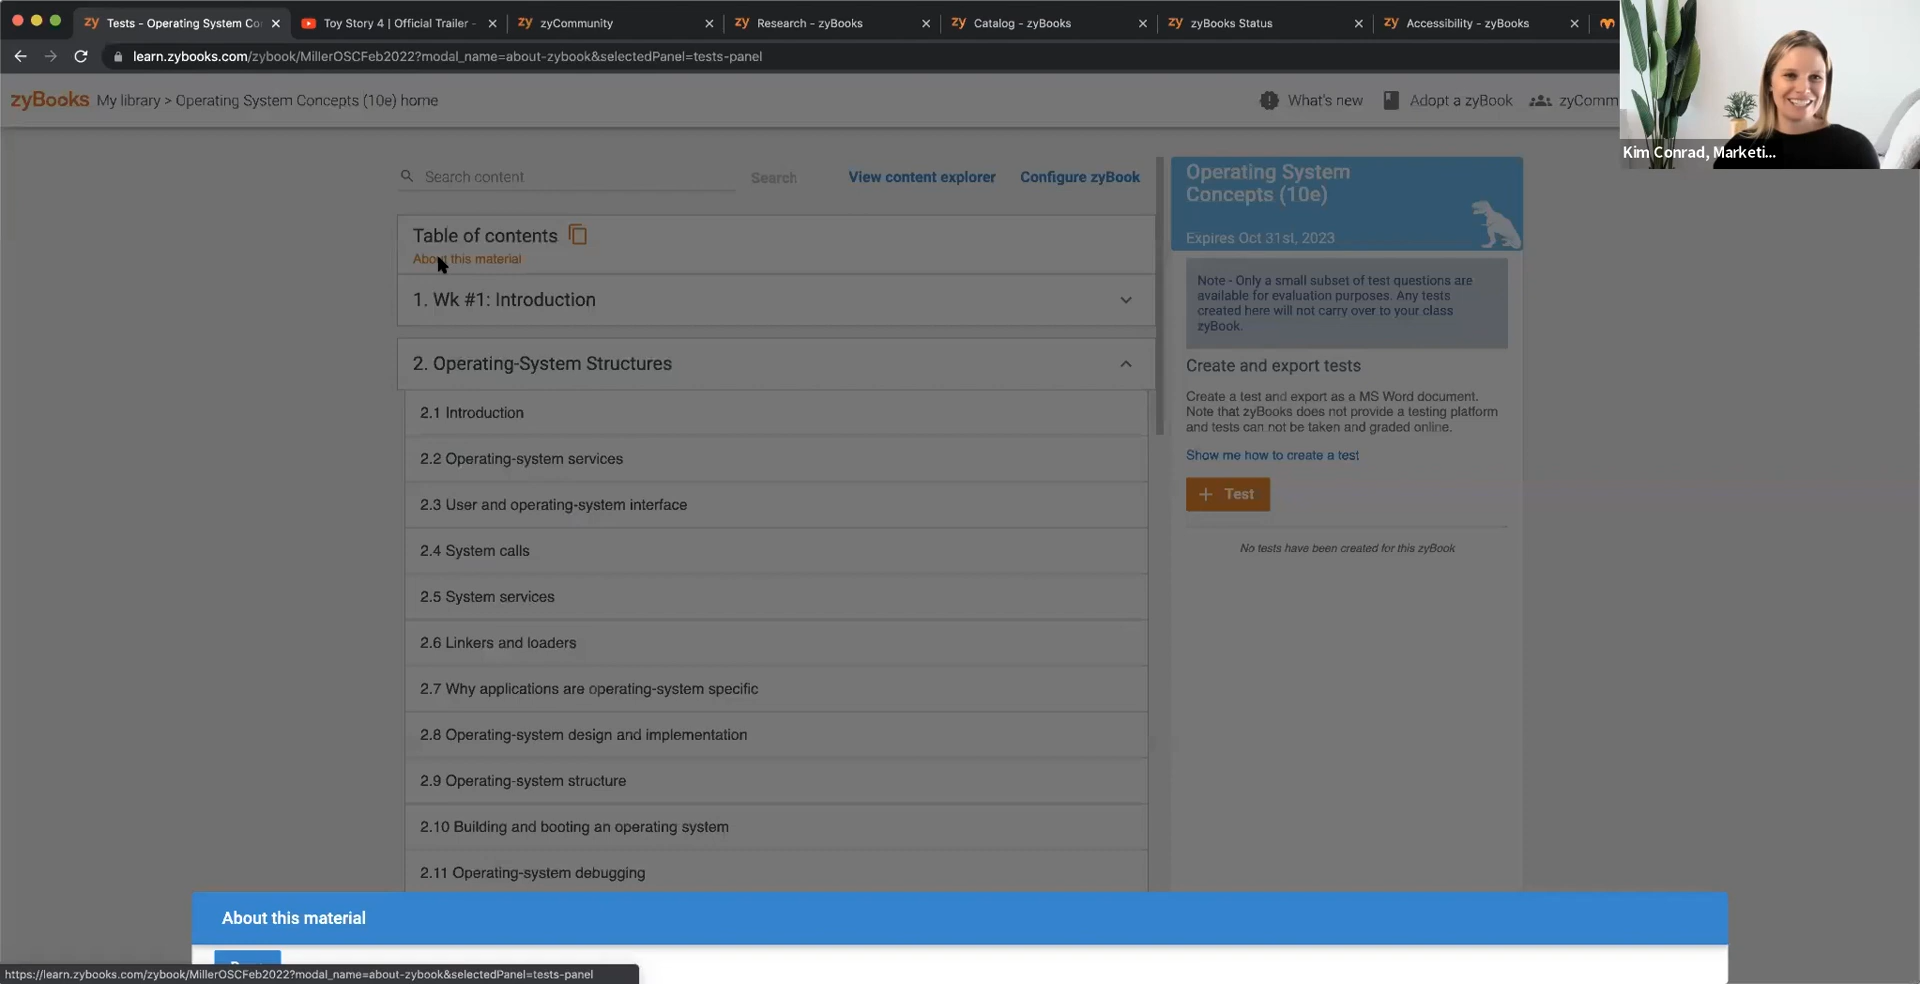 Tests - Operating System Co
Toy Story 4 | Official Trailer -
zyCommunity
Research - zyBooks
Catalog - zyBooks
zyBooks Status
Accessibility - zyBooks
learn.zybooks.com/zybook/MillerOSCFeb2022?modal_name=about-zybook&selectedPanel=tests-panel
zyBooks My library > Operating System Concepts (10e) home
What's new
Adopt a zyBook
zyComm
Kim Conrad, Marketi...
Search content
Search
View content explorer
Configure zyBook
Table of contents
About this material
1. Wk #1: Introduction
2. Operating-System Structures
2.1 Introduction
2.2 Operating-system services
2.3 User and operating-system interface
2.4 System calls
2.5 System services
2.6 Linkers and loaders
2.7 Why applications are operating-system specific
2.8 Operating-system design and implementation
2.9 Operating-system structure
2.10 Building and booting an operating system
2.11 Operating-system debugging
Operating System
Concepts (10e)
Expires Oct 31st, 2023
Note - Only a small subset of test questions are
available for evaluation purposes. Any tests
created here will not carry over to your class
zyBook.
Create and export tests
Create a test and export as a MS Word document.
Note that zyBooks does not provide a testing platform
and tests can not be taken and graded online.
Show me how to create a test
+ Test
No tests have been created for this zyBook
About this material
https://learn.zybooks.com/zybook/MillerOSCFeb2022?modal_name=about-zybook&selectedPanel=tests-panel